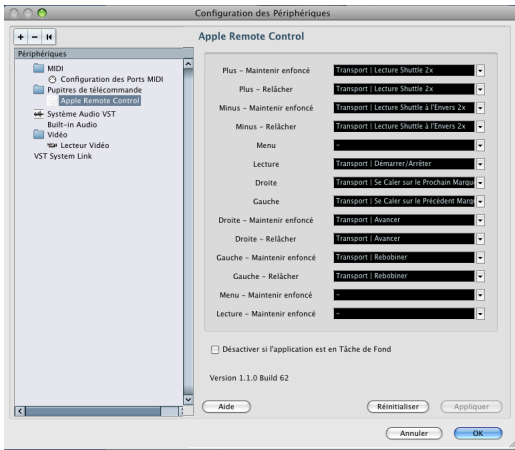 Configuration des Périphériques
Périphériques
MIDI
Configuration des Ports MIDI
Pupitres de télécommande
Apple Remote Control
Système Audio VST
Built-in Audio
Vidéo
Lecteur Vidéo
VST System Link
Apple Remote Control
Plus – Maintenir enfoncé Transport | Lecture Shuttle 2x
Plus – Relâcher Transport | Lecture Shuttle 2x
Minus – Maintenir enfoncé Transport | Lecture Shuttle à l'Envers 2x
Minus – Relâcher Transport | Lecture Shuttle à l'Envers 2x
Menu –
Lecture Transport | Démarrer/Arrêter
Droite Transport | Se Caler sur le Prochain Marqu
Gauche Transport | Se Caler sur le Précédent Marq
Droite – Maintenir enfoncé Transport | Avancer
Droite – Relâcher Transport | Avancer
Gauche – Maintenir enfoncé Transport | Rebobiner
Gauche – Relâcher Transport | Rebobiner
Menu – Maintenir enfoncé –
Lecture – Maintenir enfoncé –
Désactiver si l'application est en Tâche de Fond
Version 1.1.0 Build 62
Aide Réinitialiser Appliquer
Annuler OK